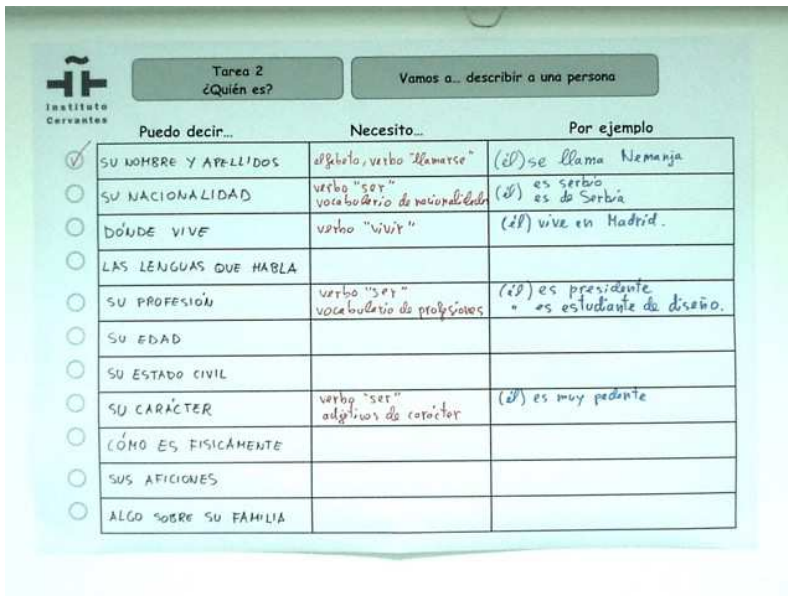 Instituto
Cervantes
Tarea 2
¿Quién es?
Vamos a... describir a una persona
Puedo decir...
Necesito...
Por ejemplo
SU NOMBRE Y APELLIDOS
alfabeto, verbo "llamarse"
(él) se llama Nemanja
SU NACIONALIDAD
verbo "ser"
vocabulario de nacionalidades
(él) es serbio
es de Serbia
DÓNDE VIVE
verbo "vivir"
(él) vive en Madrid.
LAS LENGUAS QUE HABLA
SU PROFESIÓN
verbo "ser"
vocabulario de profesiones
(él) es presidente
" es estudiante de diseño.
SU EDAD
SU ESTADO CIVIL
SU CARÁCTER
verbo "ser"
adjetivos de carácter
(él) es muy pedante
CÓMO ES FISICÁMENTE
SUS AFICIONES
ALGO SOBRE SU FAMILIA